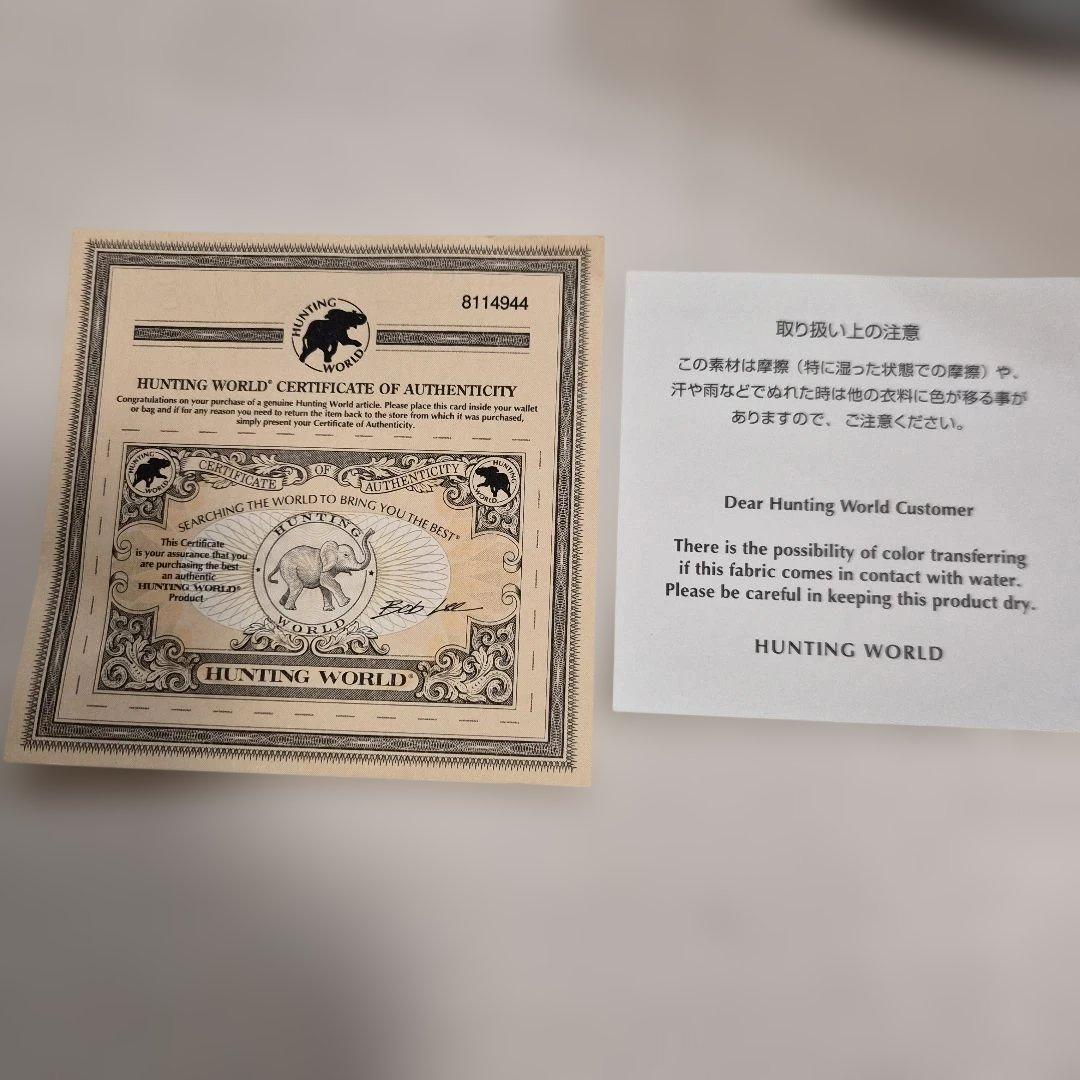 8114944
HUNTING
WORLD
HUNTING WORLD® CERTIFICATE OF AUTHENTICITY
Congratulations on your purchase of a genuine Hunting World article. Please place this card inside your wallet
or bag and if for any reason you need to return the item back to the store from which it was purchased,
simply present your Certificate of Authenticity.
HUNTING
WORLD
CERTIFICATE OF AUTHENTICITY
HUNTING
WORLD
SEARCHING THE WORLD TO BRING YOU THE BEST®
This Certificate
is your assurance that you
are purchasing the best
an authentic
HUNTING WORLD®
Product
HUNTING
WORLD
Bob Lee
HUNTING WORLD®
取り扱い上の注意
この素材は摩擦（特に湿った状態での摩擦）や、
汗や雨などでぬれた時は他の衣料に色が移る事が
ありますので、ご注意ください。
Dear Hunting World Customer
There is the possibility of color transferring
if this fabric comes in contact with water.
Please be careful in keeping this product dry.
HUNTING WORLD